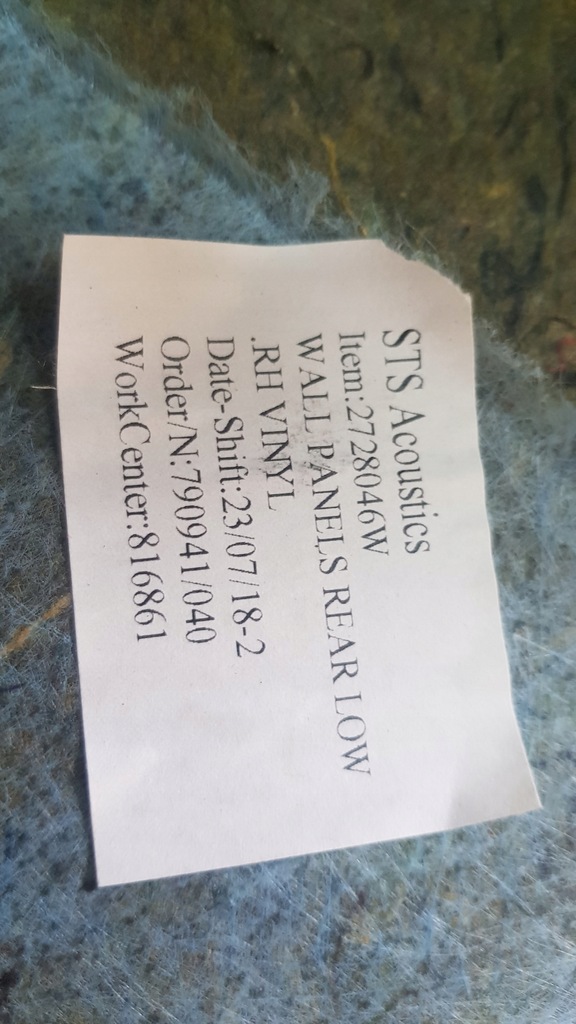 STS Acoustics
Item:2728046W
WALL PANELS REAR LOW
.RH VINYL
Date-Shift:23/07/18-2
Order/N:790941/040
WorkCenter:816861